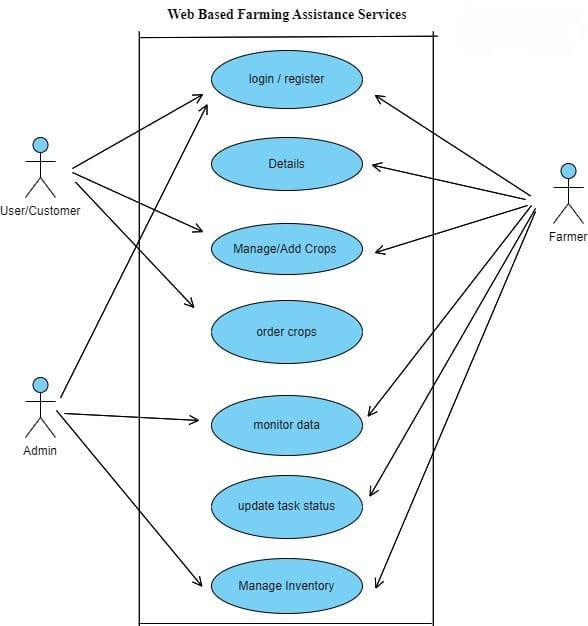 Web Based Farming Assistance Services
login / register
Details
User/Customer
Farmer
Manage/Add Crops
order crops
monitor data
Admin
update task status
Manage Inventory